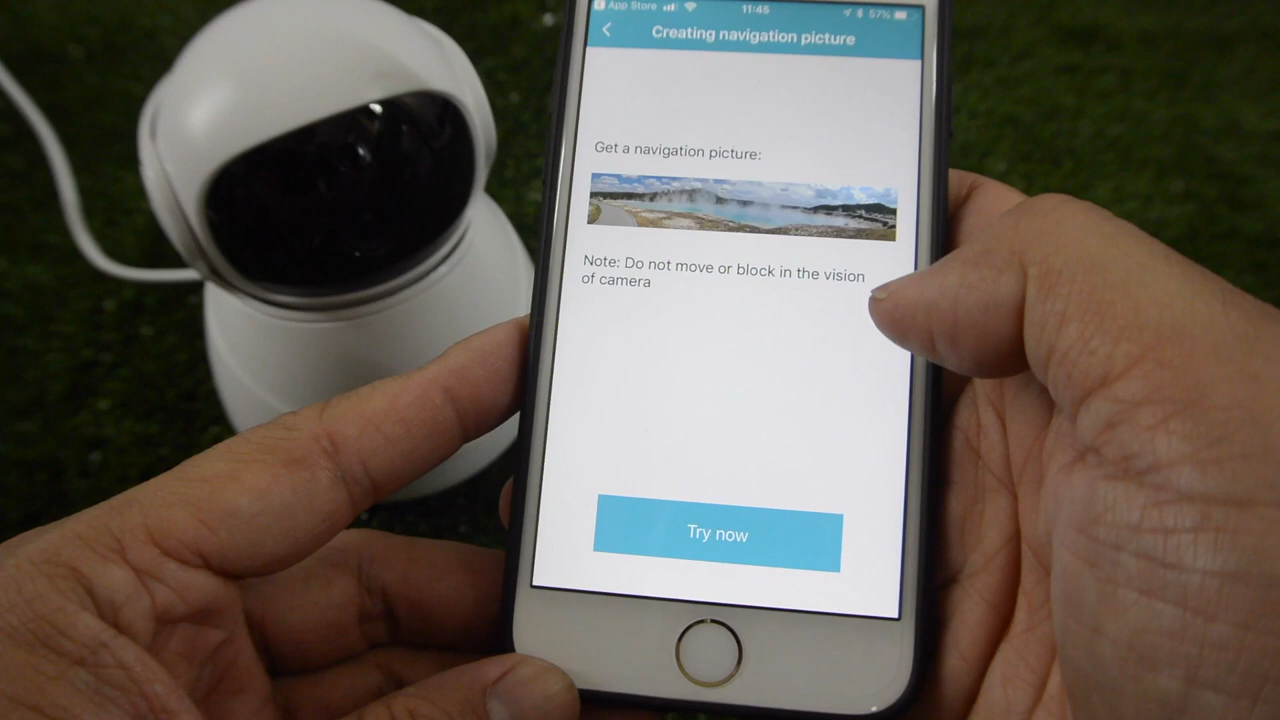 App Store 11:45 57%
Creating navigation picture
Get a navigation picture:
Note: Do not move or block in the vision
of camera
Try now